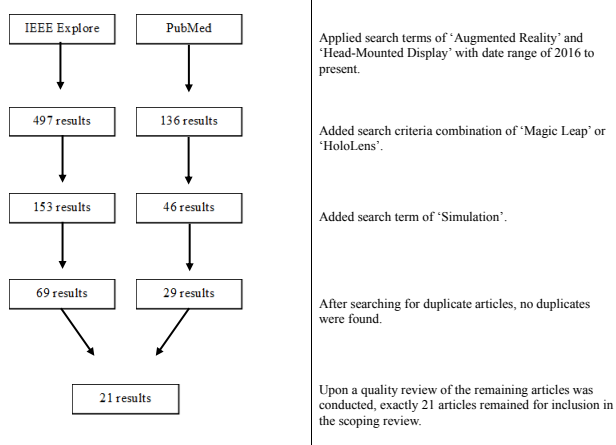 IEEE Explore
PubMed
Applied search terms of ‘Augmented Reality’ and
‘Head-Mounted Display’ with date range of 2016 to
present.
497 results
136 results
Added search criteria combination of ‘Magic Leap’ or
‘HoloLens’.
153 results
46 results
Added search term of ‘Simulation’.
69 results
29 results
After searching for duplicate articles, no duplicates
were found.
21 results
Upon a quality review of the remaining articles was
conducted, exactly 21 articles remained for inclusion in
the scoping review.